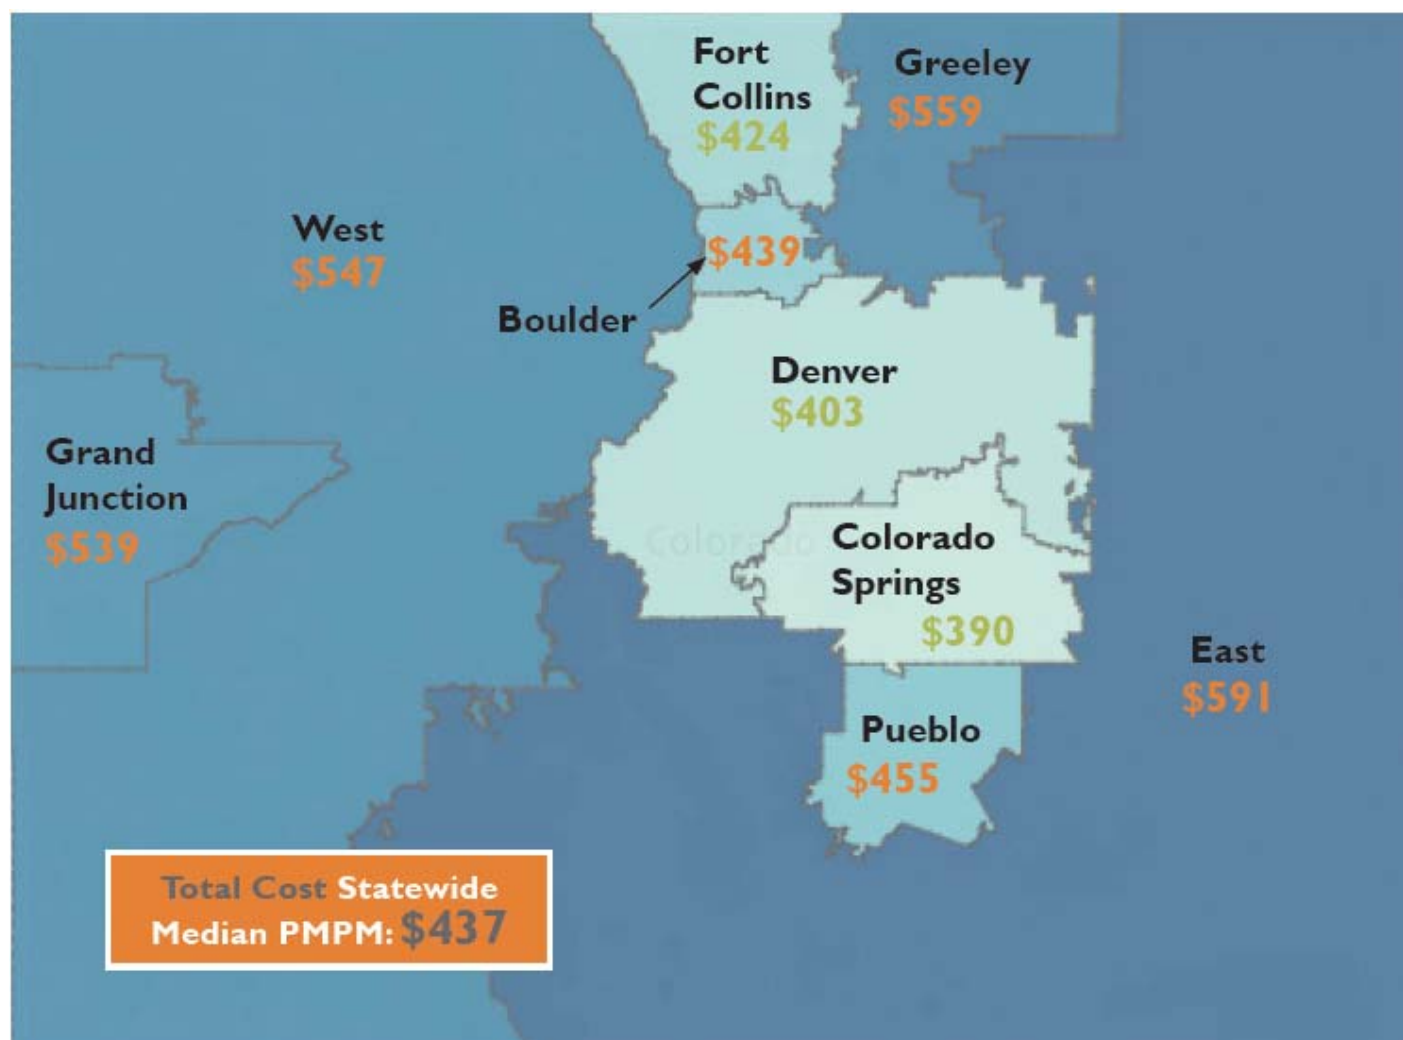 Fort
Collins
$424
Greeley
$559
West
$547
$439
Boulder
Denver
$403
Grand
Junction
$539
Colorado
Colorado
Springs
$390
East
$591
Pueblo
$455
Total Cost Statewide
Median PMPM: $437